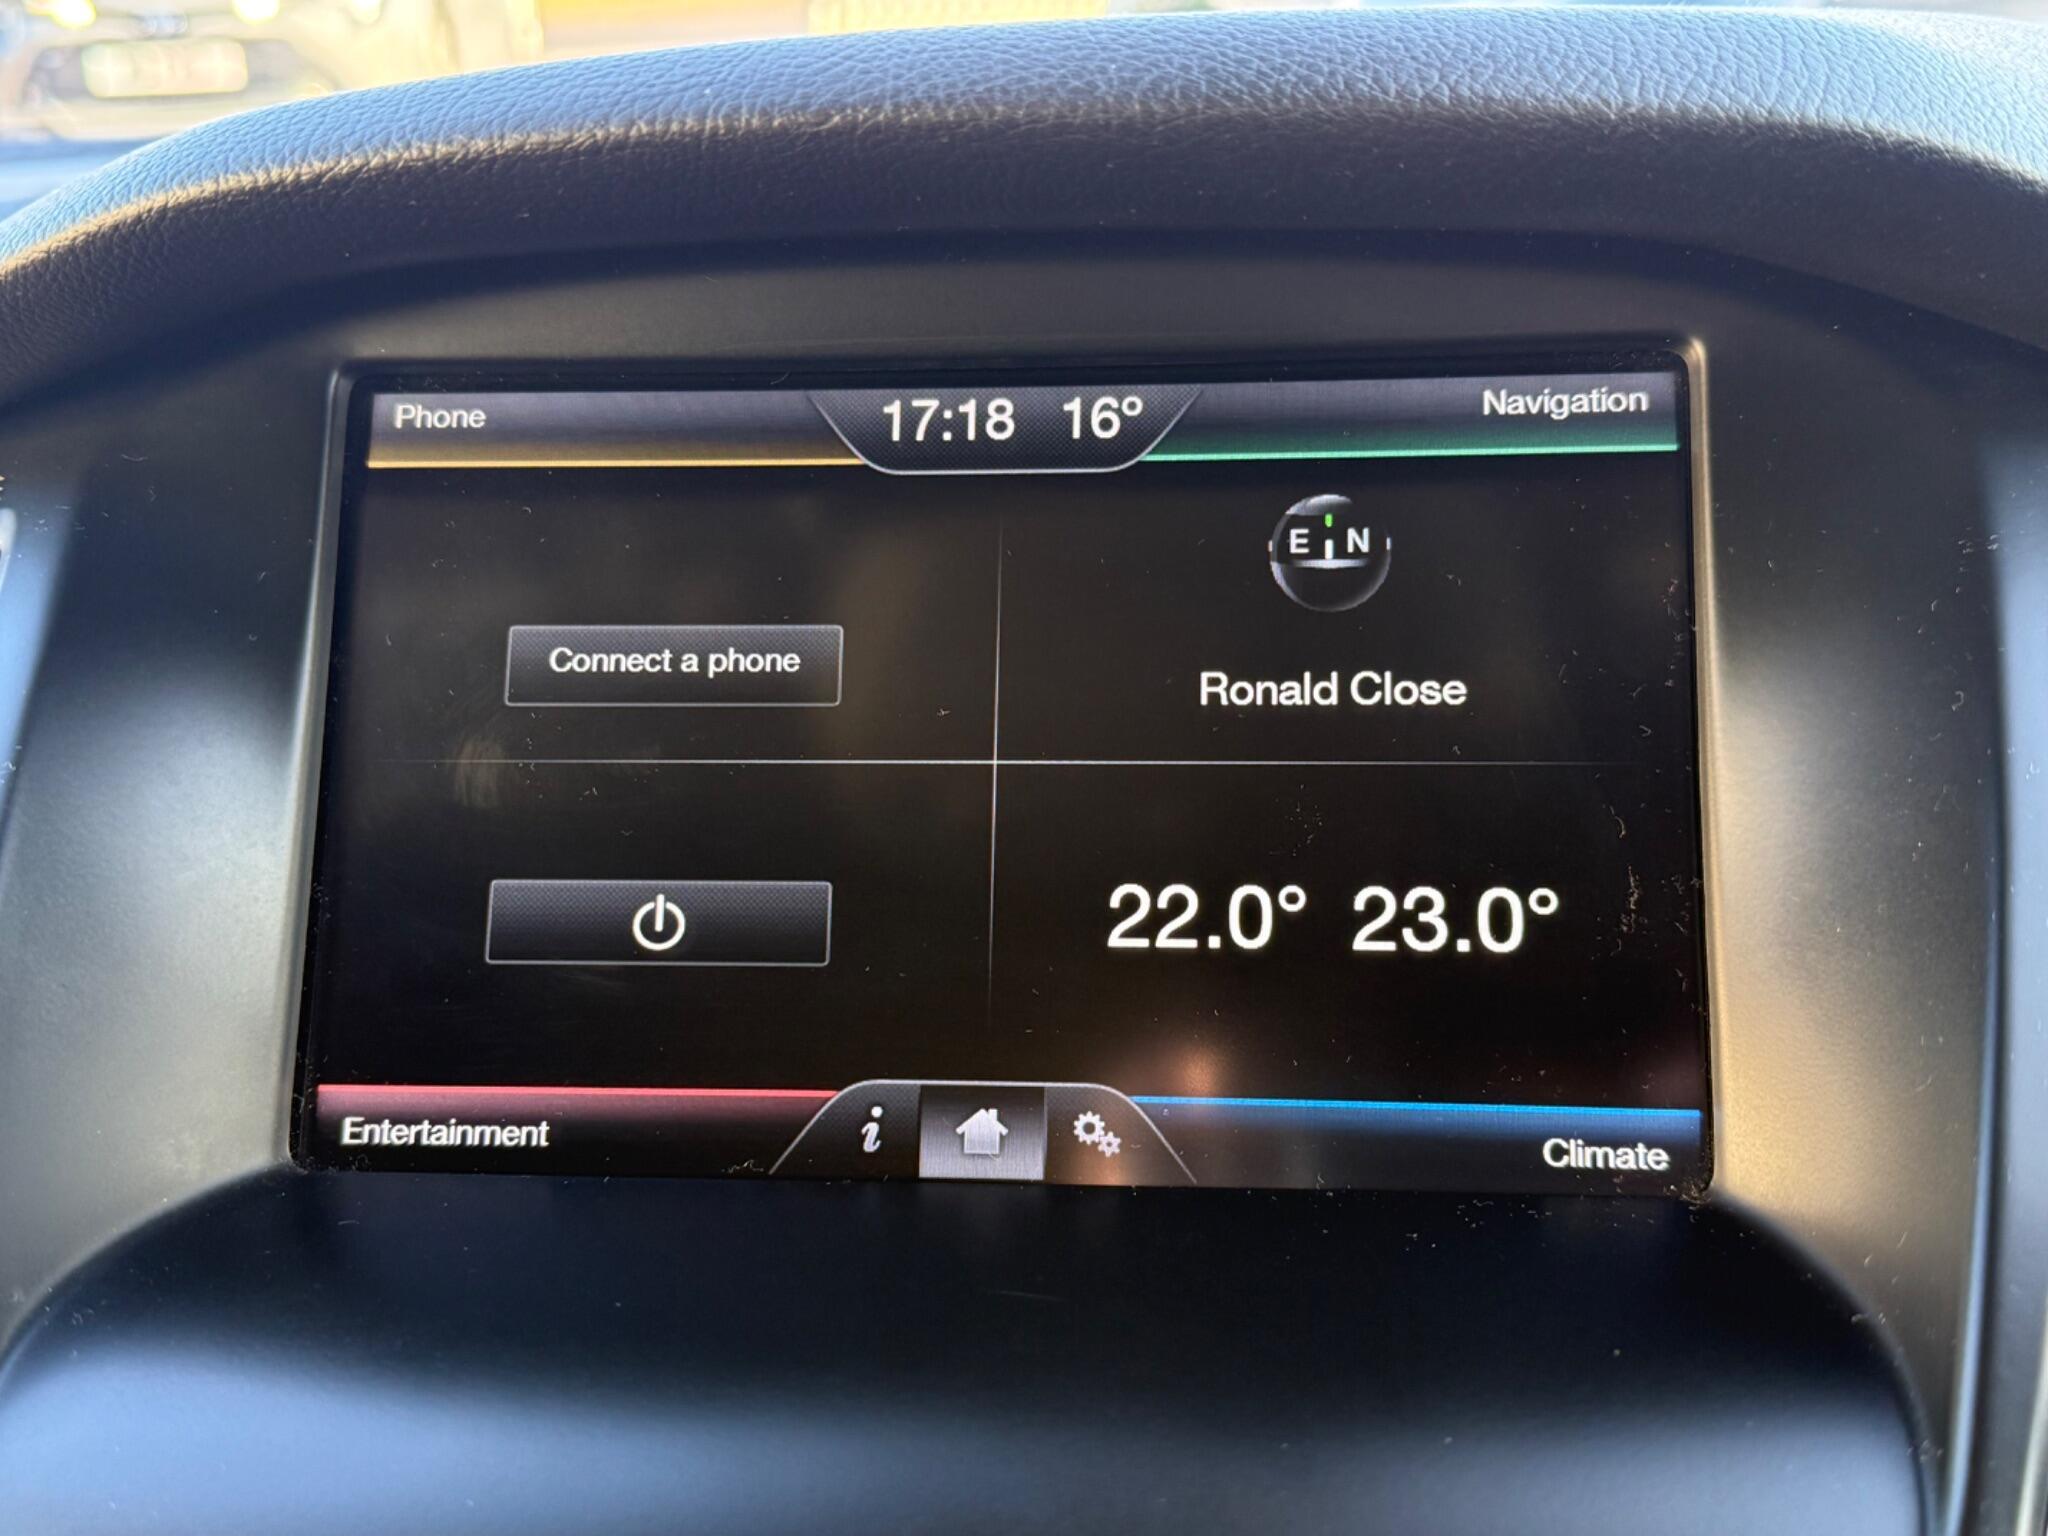 Phone
17:18 16°
Navigation
E N
Connect a phone
Ronald Close
22.0° 23.0°
Entertainment
i
Climate